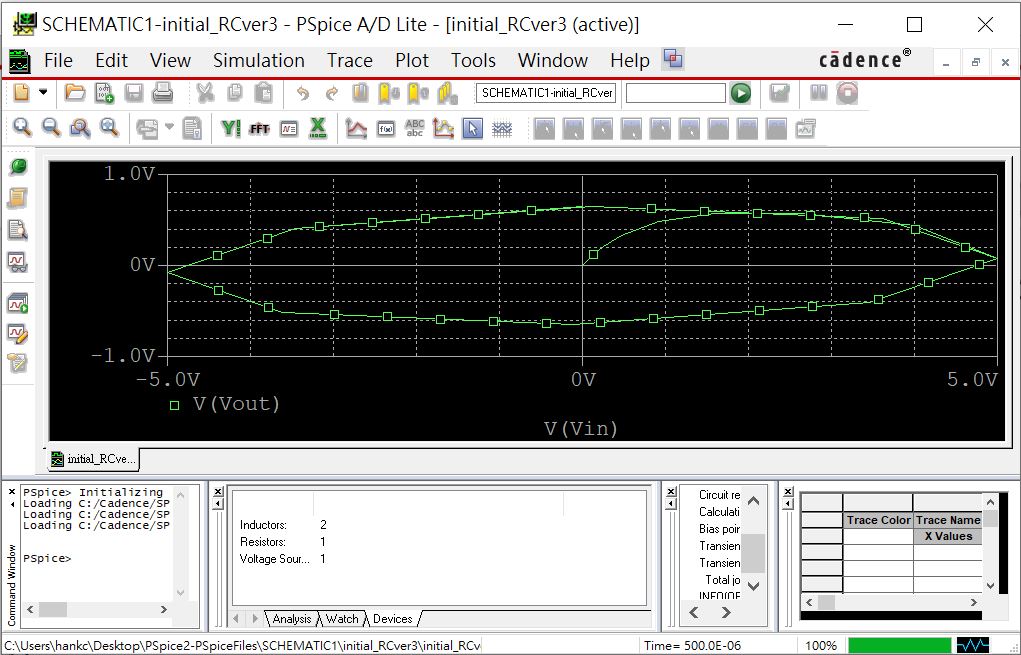 SCHEMATIC1-initial_RCver3 - PSpice A/D Lite - [initial_RCver3 (active)]
File Edit View Simulation Trace Plot Tools Window Help
cādence®
SCHEMATIC1-initial_RCver
FFT
ABC
abc
1.0V
0V
-1.0V
-5.0V 0V 5.0V
V(Vout)
V(Vin)
initial_RCve...
Command Window
PSpice> Initializing
Loading C:/Cadence/SP
Loading C:/Cadence/SP
Loading C:/Cadence/SP
PSpice>
Inductors: 2
Resistors: 1
Voltage Sour... 1
Analysis Watch Devices
Circuit re
Calculati
Bias poir
Transien
Transien
Total jo
INFO(OF
Trace Color Trace Name
X Values
C:\Users\hankc\Desktop\PSpice2-PSpiceFiles\SCHEMATIC1\initial_RCver3\initial_RCv
Time= 500.0E-06 100%